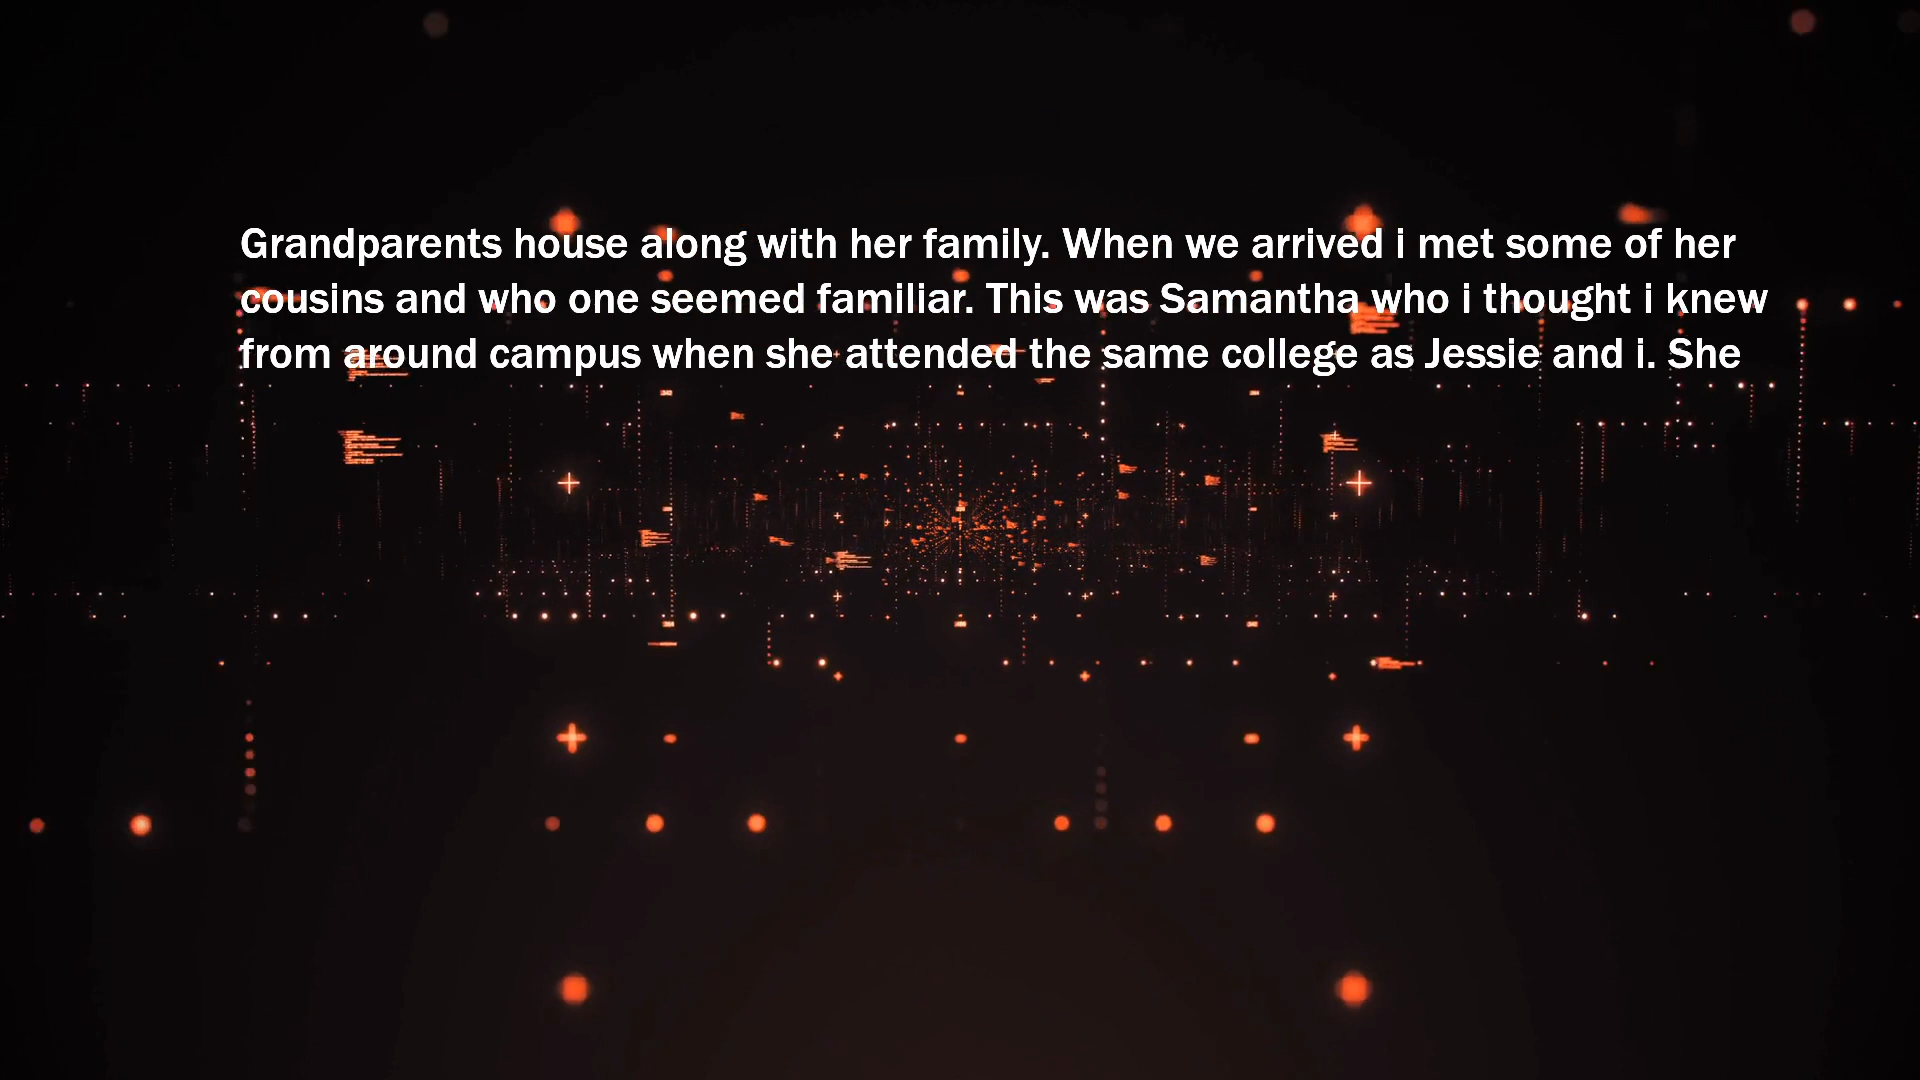 Grandparents house along with her family. When we arrived i met some of her
cousins and who one seemed familiar. This was Samantha who i thought i knew
from around campus when she attended the same college as Jessie and i. She